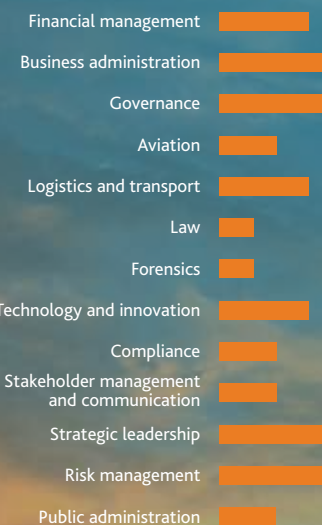 Financial management
Business administration
Governance
Aviation
Logistics and transport
Law
Forensics
Technology and innovation
Compliance
Stakeholder management
and communication
Strategic leadership
Risk management
Public administration